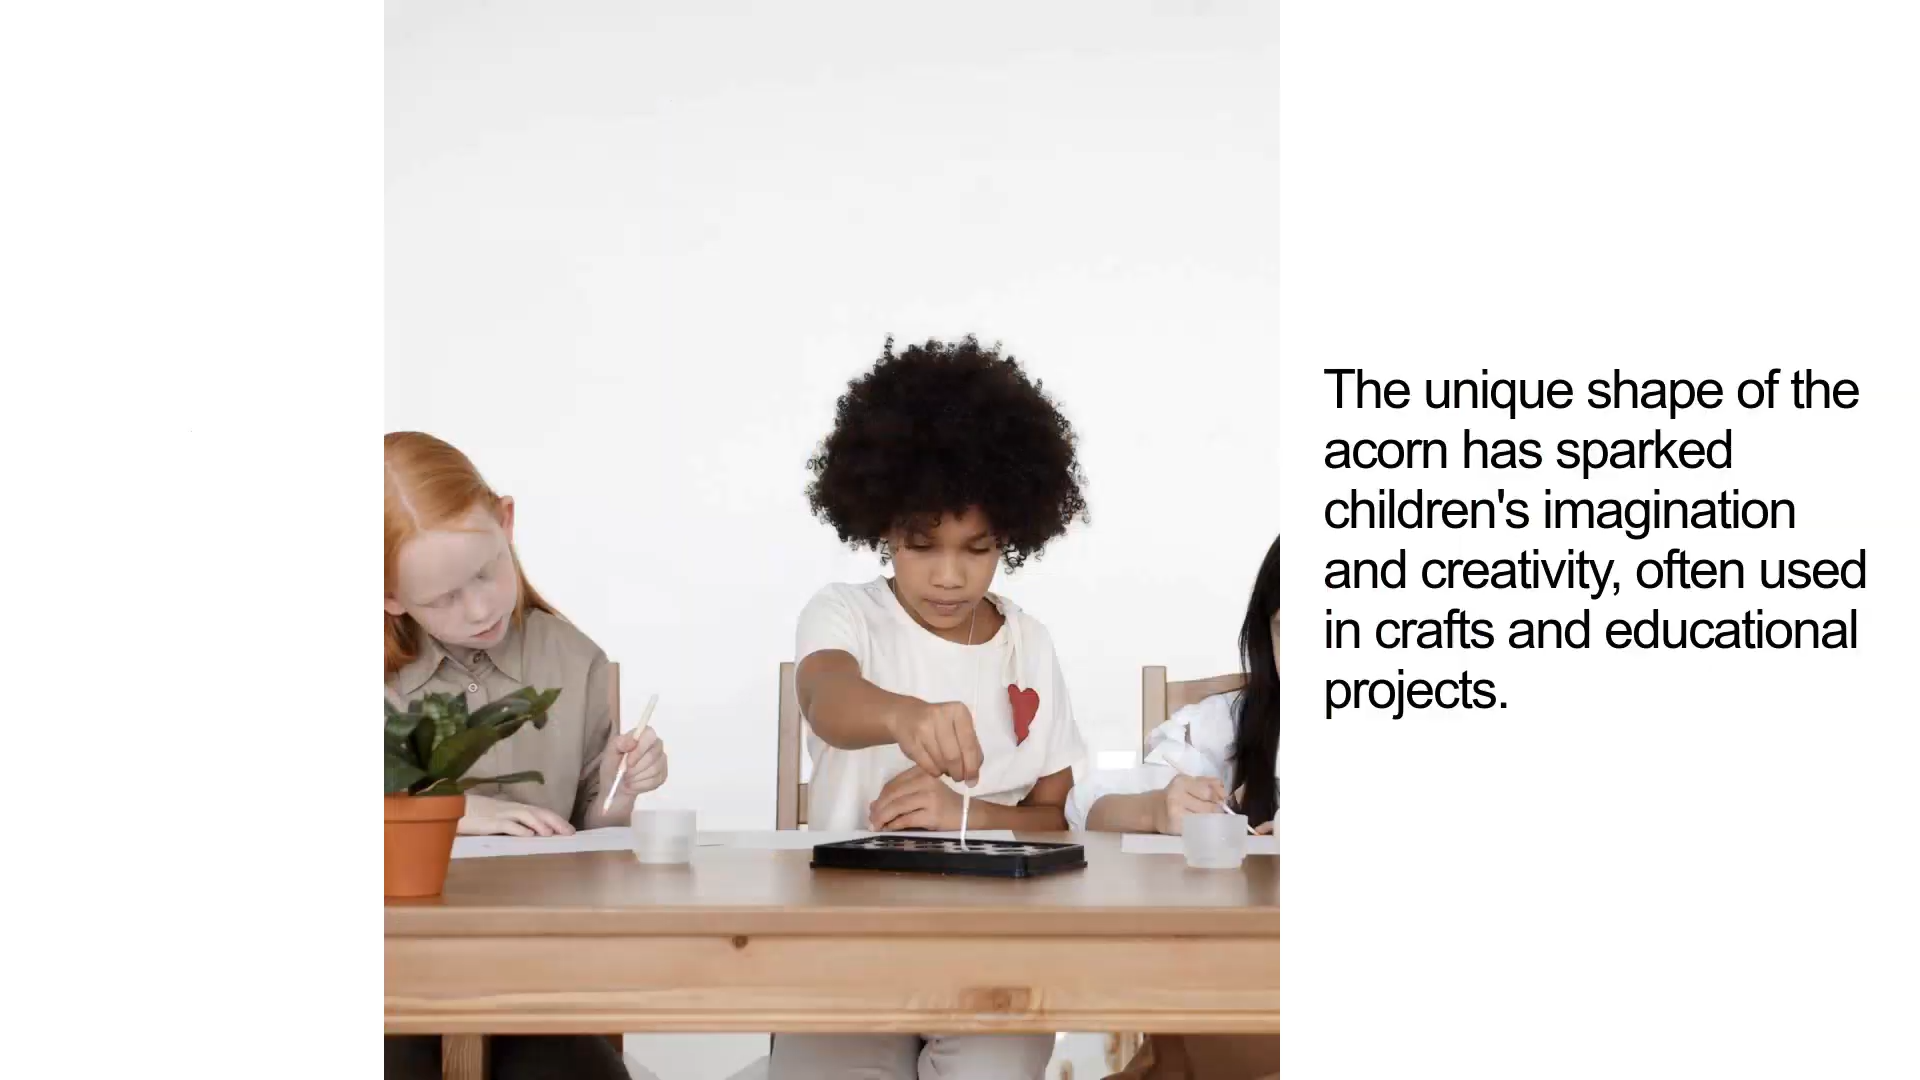 The unique shape of the
acorn has sparked
children's imagination
and creativity, often used
in crafts and educational
projects.